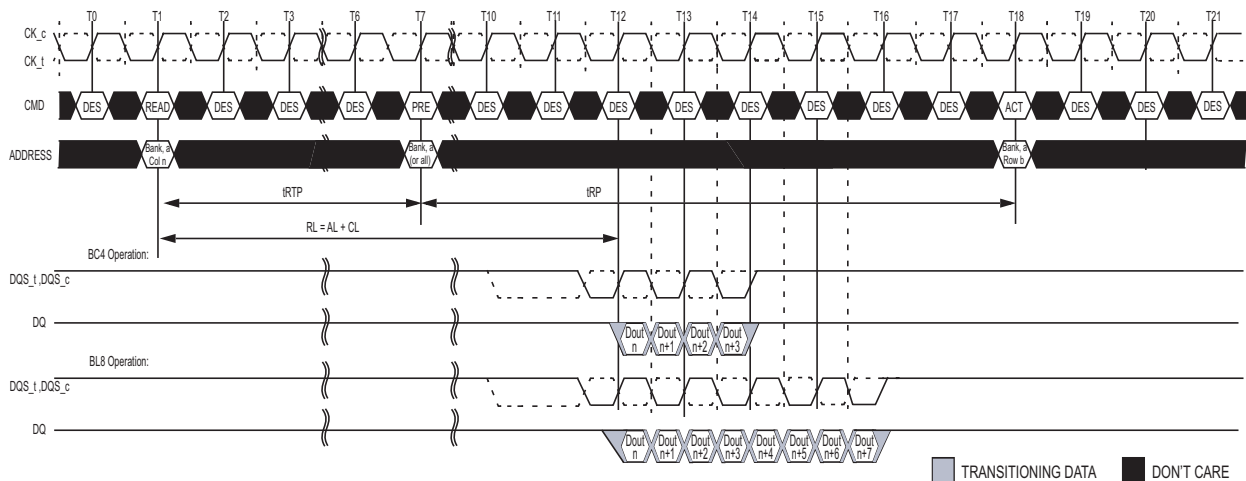 T0 T1 T2 T3 T6 T7 T10 T11 T12 T13 T14 T15 T16 T17 T18 T19 T20 T21
CK_c
CK_t
CMD DES READ DES DES DES PRE DES DES DES DES DES DES DES DES ACT DES DES DES
ADDRESS
Bank, a
Col n
Bank, a
(or all)
Bank, a
Row b
tRTP tRP
RL = AL + CL
BC4 Operation:
DQS_t ,DQS_c
DQ
Dout
n
Dout
n+1
Dout
n+2
Dout
n+3
BL8 Operation:
DQS_t ,DQS_c
DQ
Dout
n
Dout
n+1
Dout
n+2
Dout
n+3
Dout
n+4
Dout
n+5
Dout
n+6
Dout
n+7
TRANSITIONING DATA DON'T CARE